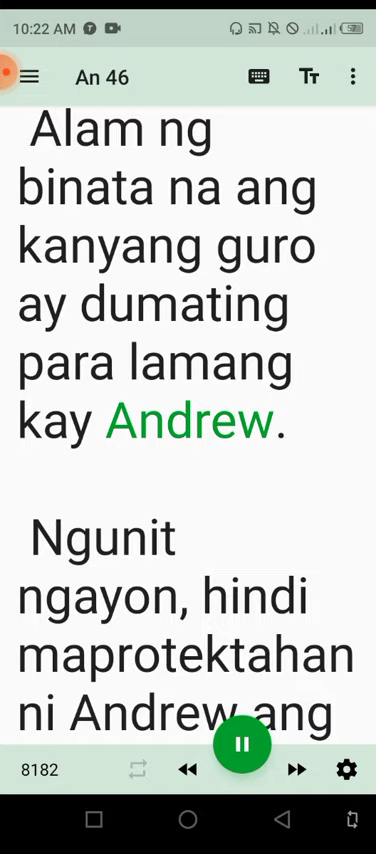 10:22 AM
An 46
Alam ng
binata na ang
kanyang guro
ay dumating
para lamang
kay Andrew.
Ngunit
ngayon, hindi
maprotektahan
ni Andrew ang
8182